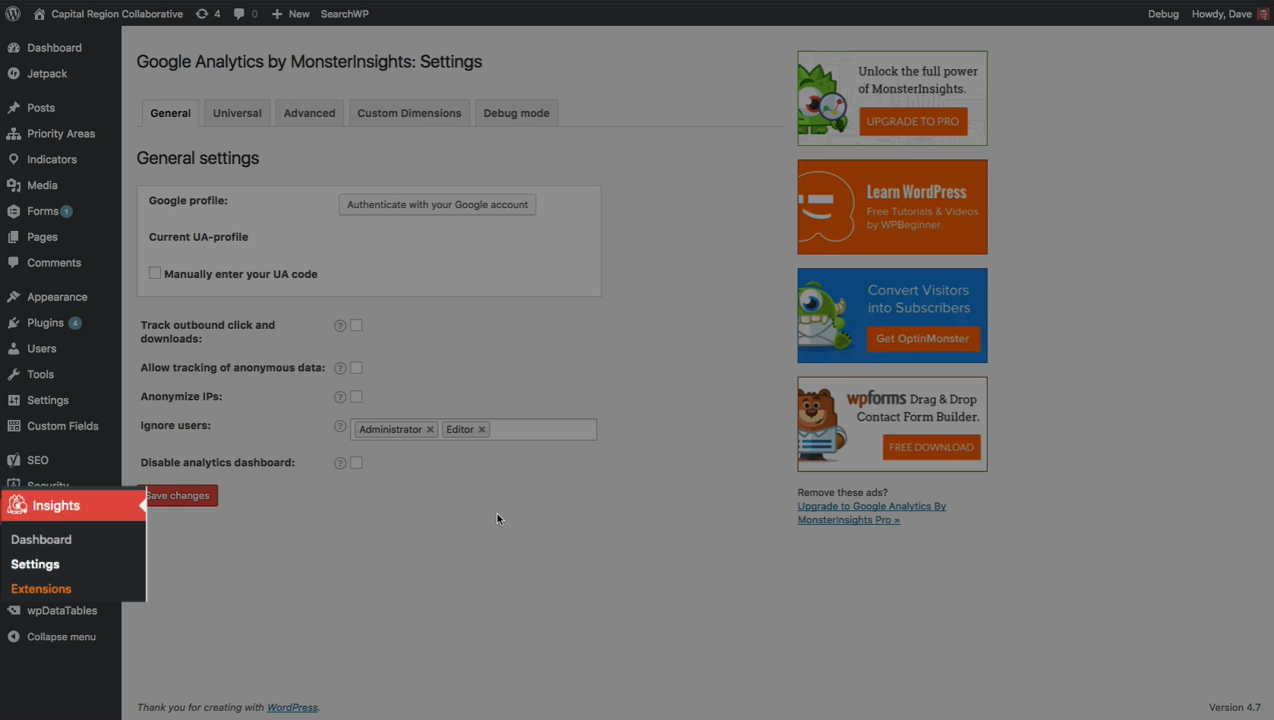 Capital Region Collaborative
4
0
New
SearchWP
Debug
Howdy, Dave
Dashboard
Jetpack
Posts
Priority Areas
Indicators
Media
Forms 1
Pages
Comments
Appearance
Plugins 4
Users
Tools
Settings
Custom Fields
SEO
Security
Insights
Dashboard
Settings
Extensions
wpDataTables
Collapse menu
Google Analytics by MonsterInsights: Settings
General
Universal
Advanced
Custom Dimensions
Debug mode
General settings
Google profile:
Authenticate with your Google account
Current UA-profile
Manually enter your UA code
Track outbound click and
downloads:
?
Allow tracking of anonymous data:
?
Anonymize IPs:
?
Ignore users:
?
Administrator ×
Editor ×
Disable analytics dashboard:
?
Save changes
Unlock the full power
of MonsterInsights.
UPGRADE TO PRO
Learn WordPress
Free Tutorials & Videos
by WPBeginner.
Convert Visitors
into Subscribers
Get OptinMonster
wpforms Drag & Drop
Contact Form Builder.
FREE DOWNLOAD
Remove these ads?
Upgrade to Google Analytics By
MonsterInsights Pro »
Thank you for creating with WordPress.
Version 4.7